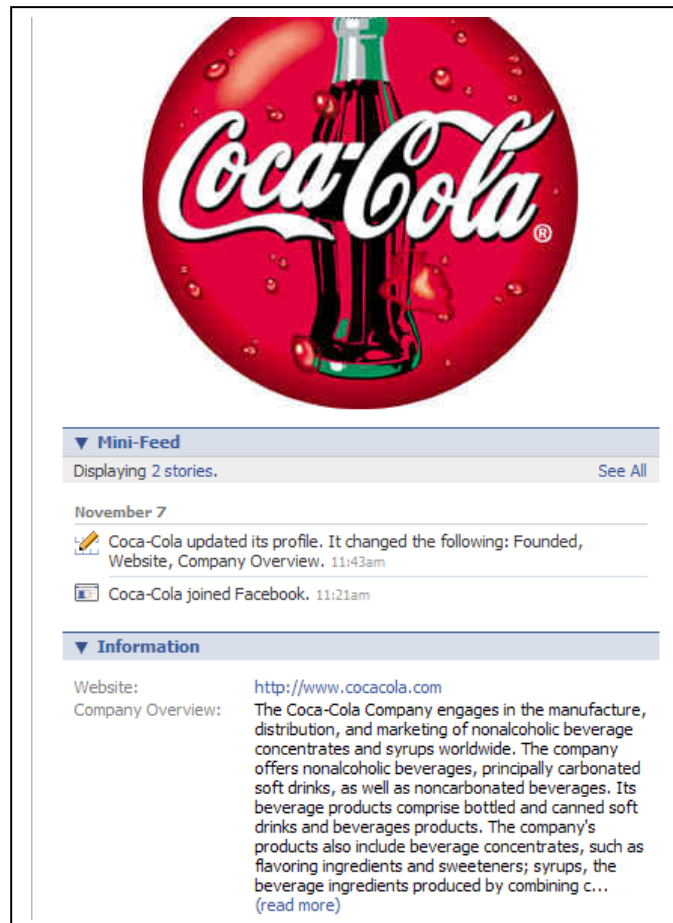 Coca-Cola®
Mini-Feed
Displaying 2 stories. See All
November 7
Coca-Cola updated its profile. It changed the following: Founded,
Website, Company Overview. 11:43am
Coca-Cola joined Facebook. 11:21am
Information
Website: http://www.cocacola.com
Company Overview: The Coca-Cola Company engages in the manufacture,
distribution, and marketing of nonalcoholic beverage
concentrates and syrups worldwide. The company
offers nonalcoholic beverages, principally carbonated
soft drinks, as well as noncarbonated beverages. Its
beverage products comprise bottled and canned soft
drinks and beverages products. The company's
products also include beverage concentrates, such as
flavoring ingredients and sweeteners; syrups, the
beverage ingredients produced by combining c...
(read more)